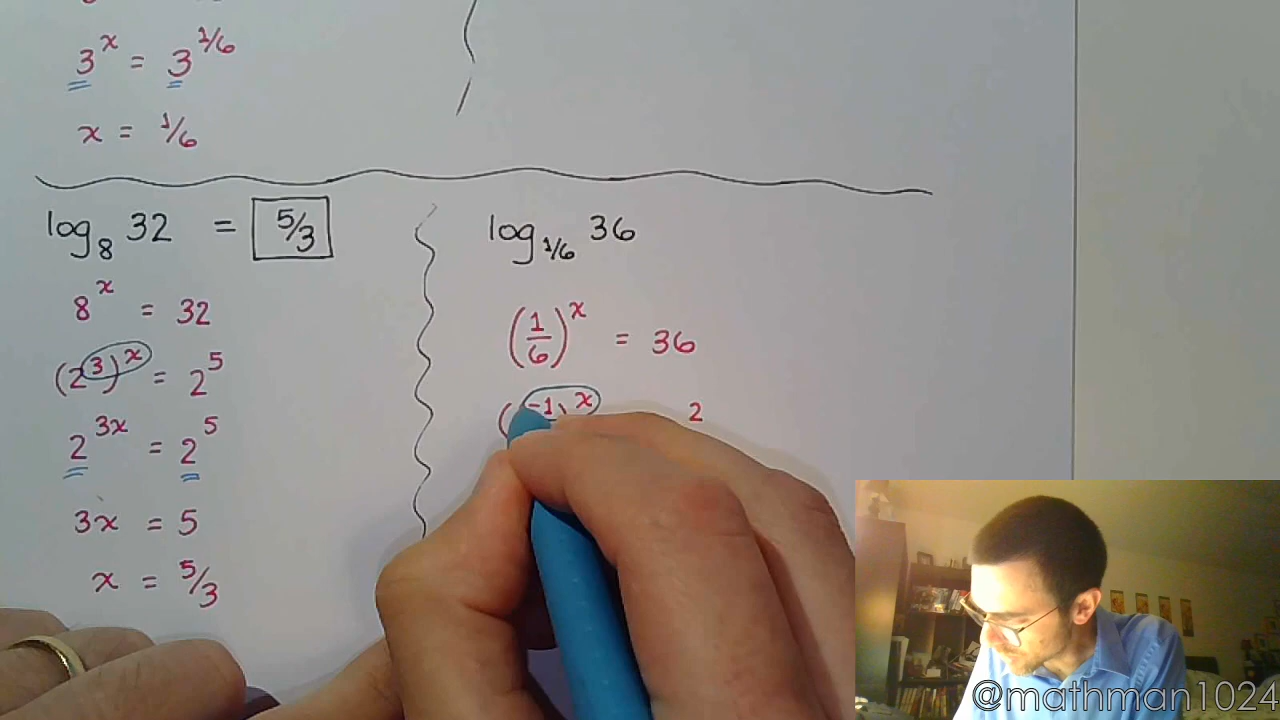 3^x = 3^1/6
x = 1/6
log_8 32 = 5/3
8^x = 32
(2^3)^x = 2^5
2^3x = 2^5
3x = 5
x = 5/3
log_1/6 36
(1/6)^x = 36
( -1)^x 2
@mathman1024